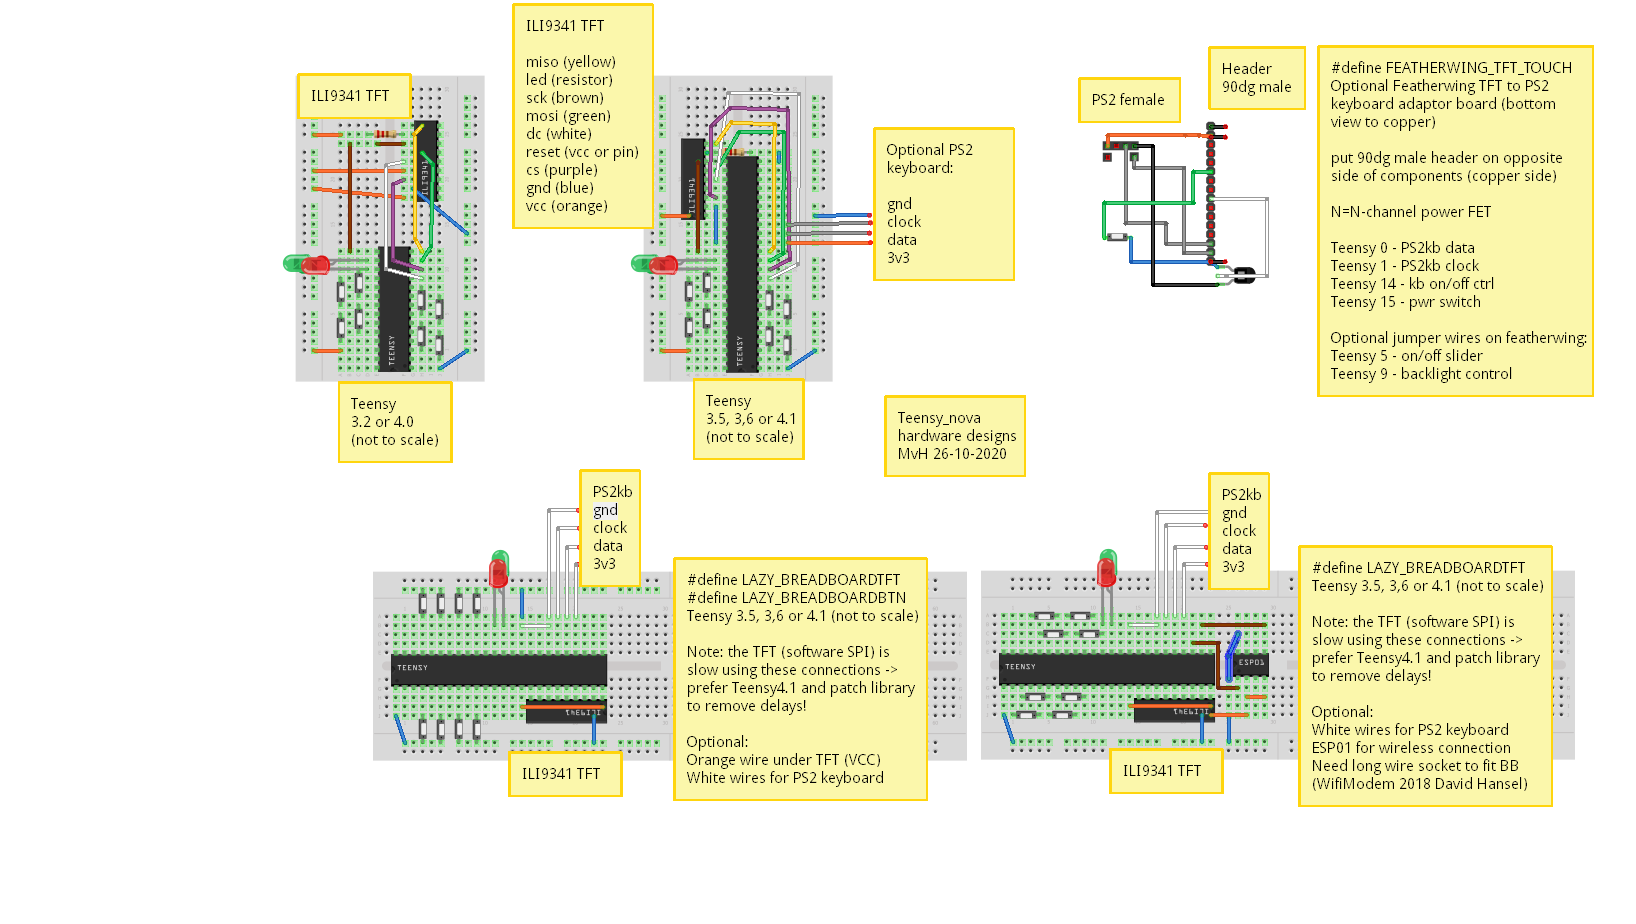 ILI9341 TFT
ILI9341 TFT
miso (yellow)
led (resistor)
sck (brown)
mosi (green)
dc (white)
reset (vcc or pin)
cs (purple)
gnd (blue)
vcc (orange)
ILI9341
TEENSY
Teensy
3.2 or 4.0
(not to scale)
ILI9341
TEENSY
Teensy
3.5, 3,6 or 4.1
(not to scale)
Optional PS2
keyboard:
gnd
clock
data
3v3
PS2 female
Header
90dg male
#define FEATHERWING_TFT_TOUCH
Optional Featherwing TFT to PS2
keyboard adaptor board (bottom
view to copper)
put 90dg male header on opposite
side of components (copper side)
N=N-channel power FET
Teensy 0 - PS2kb data
Teensy 1 - PS2kb clock
Teensy 14 - kb on/off ctrl
Teensy 15 - pwr switch
Optional jumper wires on featherwing:
Teensy 5 - on/off slider
Teensy 9 - backlight control
Teensy_nova
hardware designs
MvH 26-10-2020
PS2kb
gnd
clock
data
3v3
TEENSY
ILI9341
ILI9341 TFT
#define LAZY_BREADBOARDTFT
#define LAZY_BREADBOARDBTN
Teensy 3.5, 3,6 or 4.1 (not to scale)
Note: the TFT (software SPI) is
slow using these connections ->
prefer Teensy4.1 and patch library
to remove delays!
Optional:
Orange wire under TFT (VCC)
White wires for PS2 keyboard
PS2kb
gnd
clock
data
3v3
TEENSY
ESP01
ILI9341
ILI9341 TFT
#define LAZY_BREADBOARDTFT
Teensy 3.5, 3,6 or 4.1 (not to scale)
Note: the TFT (software SPI) is
slow using these connections ->
prefer Teensy4.1 and patch library
to remove delays!
Optional:
White wires for PS2 keyboard
ESP01 for wireless connection
Need long wire socket to fit BB
(WifiModem 2018 David Hansel)